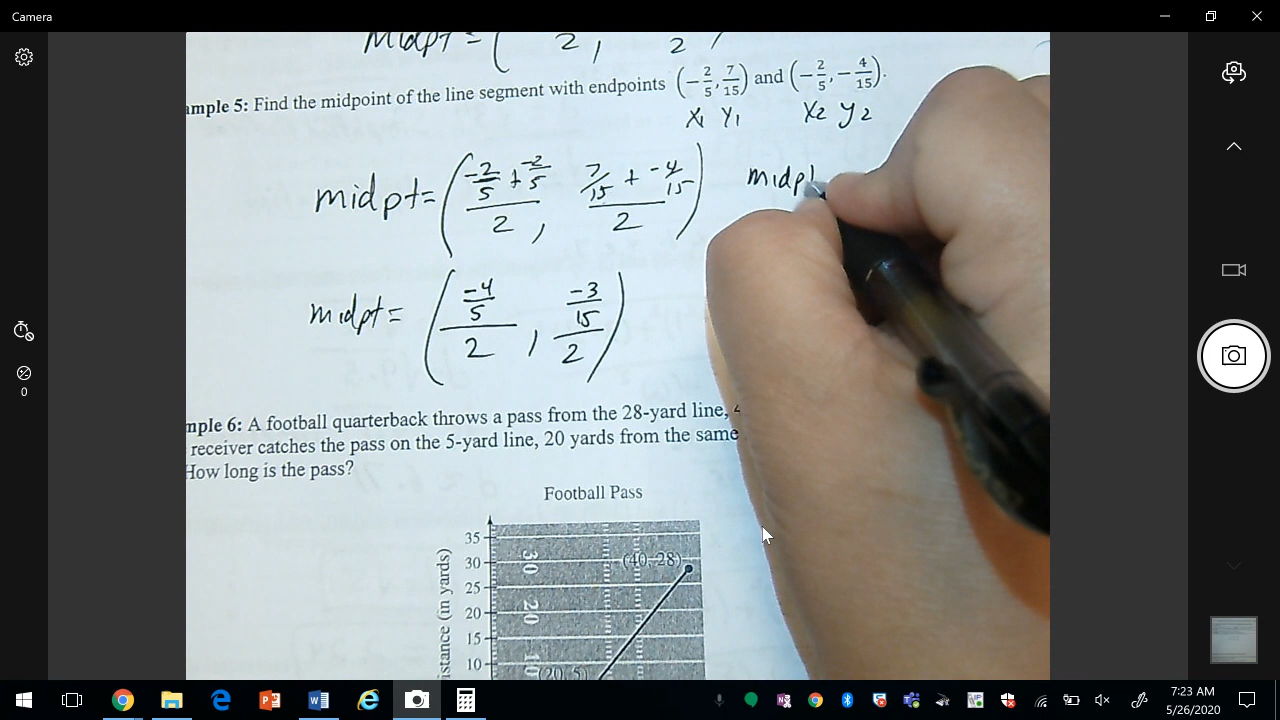 Camera
midpt = ( 2 , 2 )
ample 5: Find the midpoint of the line segment with endpoints (-2/5, 7/15) and (-2/5, -4/15).
x1 y1 x2 y2
midpt= ( (-2/5 + -2/5)/2 , (7/15 + -4/15)/2 ) midpt
midpt= ( (-4/5)/2 , (-3/15)/2 )
mple 6: A football quarterback throws a pass from the 28-yard line, 4
receiver catches the pass on the 5-yard line, 20 yards from the same
How long is the pass?
Football Pass
35
30 30 (40, 28)
25
20 20
15
10 10
(20, 5)
istance (in yards)
0
7:23 AM
5/26/2020